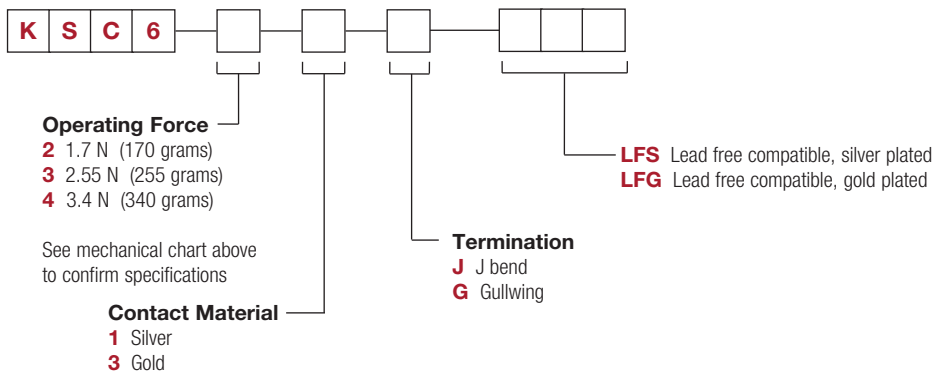 K S C 6
Operating Force
2 1.7 N (170 grams)
3 2.55 N (255 grams)
4 3.4 N (340 grams)
See mechanical chart above
to confirm specifications
Contact Material
1 Silver
3 Gold
Termination
J J bend
G Gullwing
LFS Lead free compatible, silver plated
LFG Lead free compatible, gold plated